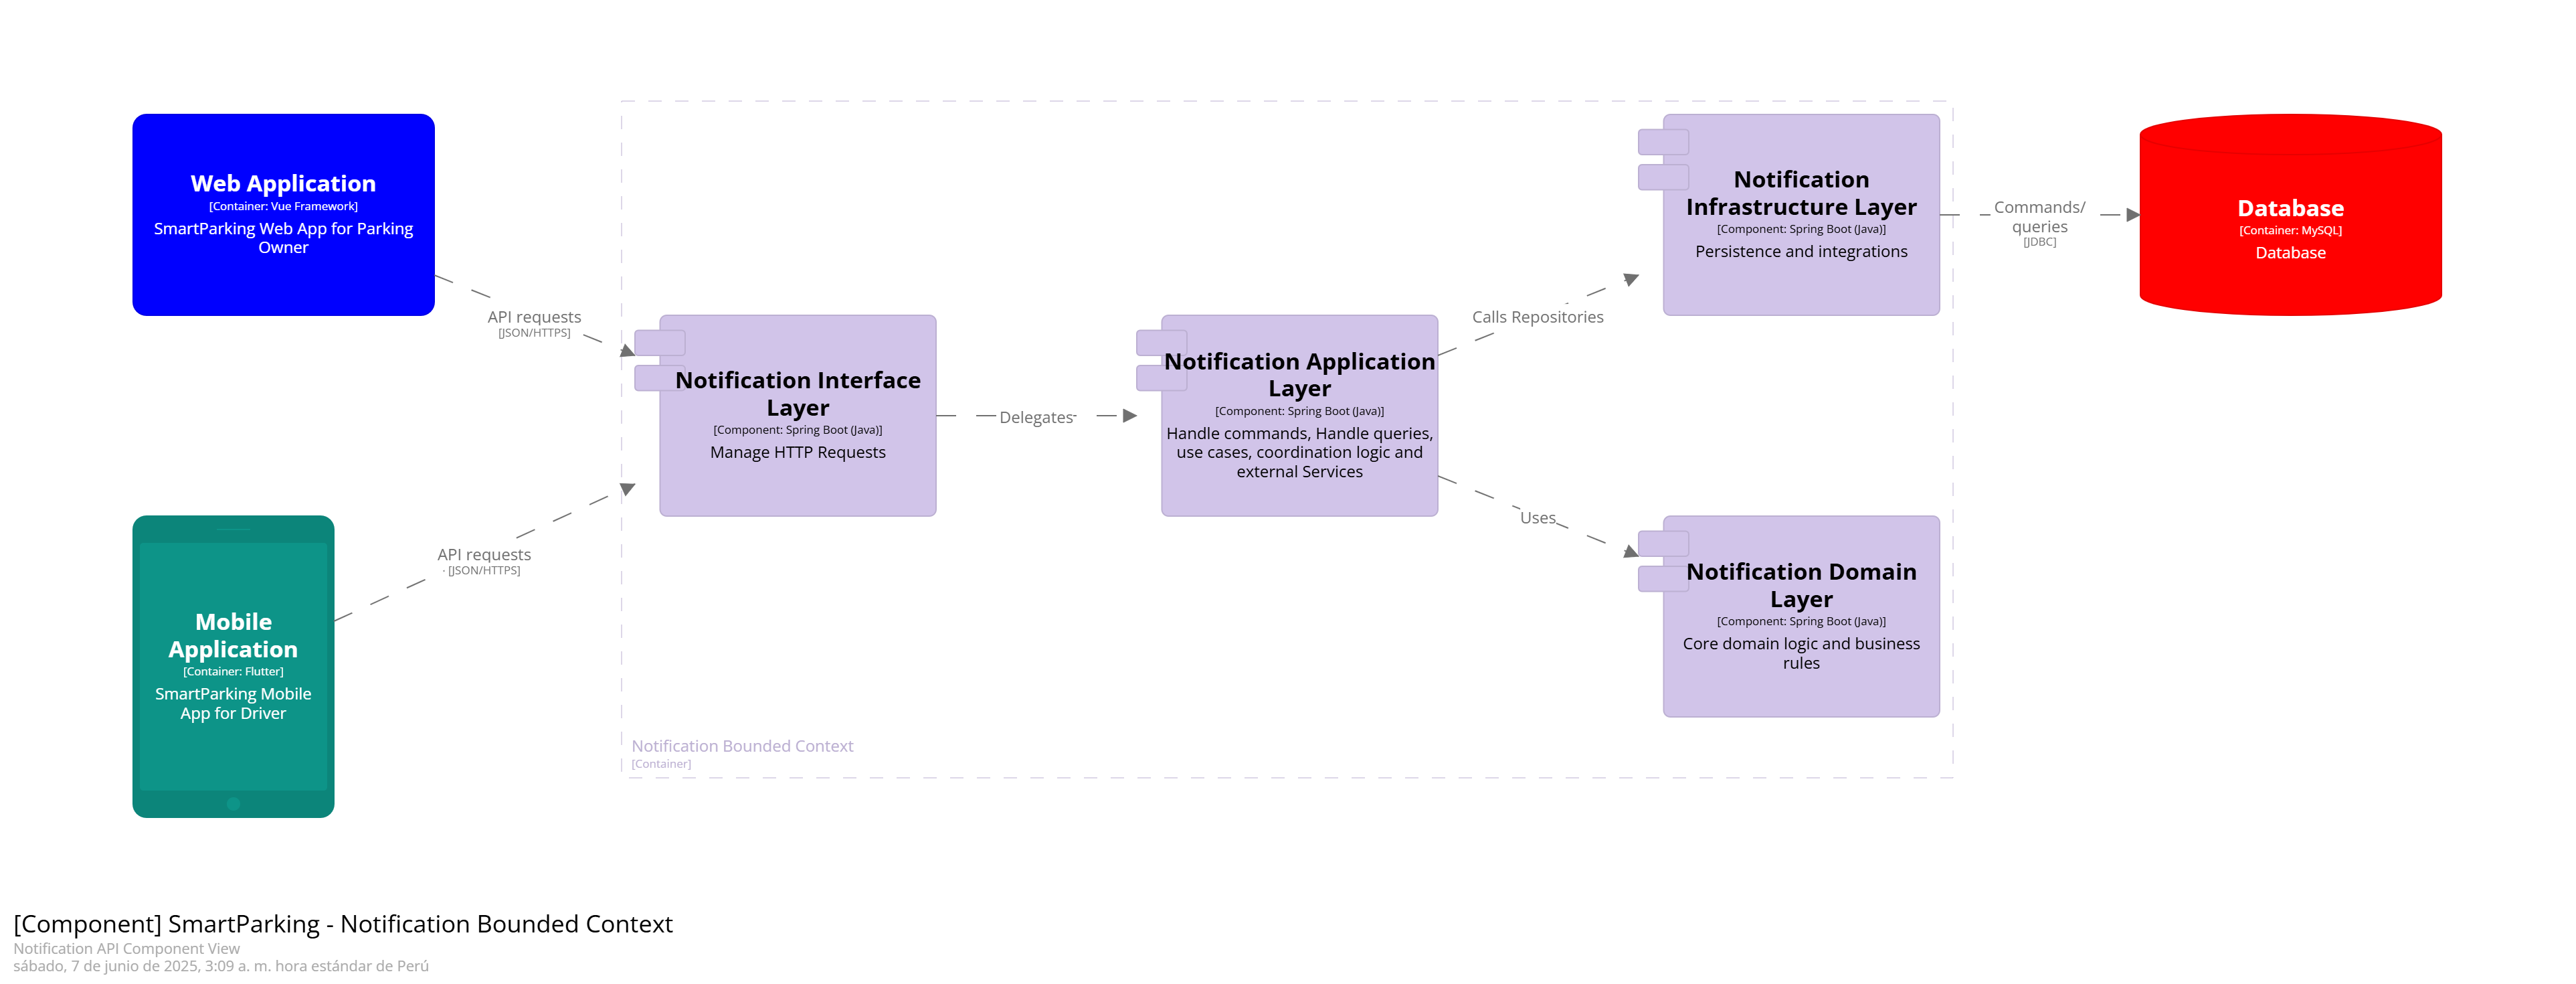 Web Application
[Container: Vue Framework]
SmartParking Web App for Parking
Owner
API requests
[JSON/HTTPS]
Mobile
Application
[Container: Flutter]
SmartParking Mobile
App for Driver
API requests
[JSON/HTTPS]
Notification Interface
Layer
[Component: Spring Boot (Java)]
Manage HTTP Requests
Delegates
Notification Application
Layer
[Component: Spring Boot (Java)]
Handle commands, Handle queries,
use cases, coordination logic and
external Services
Calls Repositories
Uses
Notification
Infrastructure Layer
[Component: Spring Boot (Java)]
Persistence and integrations
Notification Domain
Layer
[Component: Spring Boot (Java)]
Core domain logic and business
rules
Commands/
queries
[JDBC]
Database
[Container: MySQL]
Database
Notification Bounded Context
[Container]
[Component] SmartParking - Notification Bounded Context
Notification API Component View
sábado, 7 de junio de 2025, 3:09 a. m. hora estándar de Perú